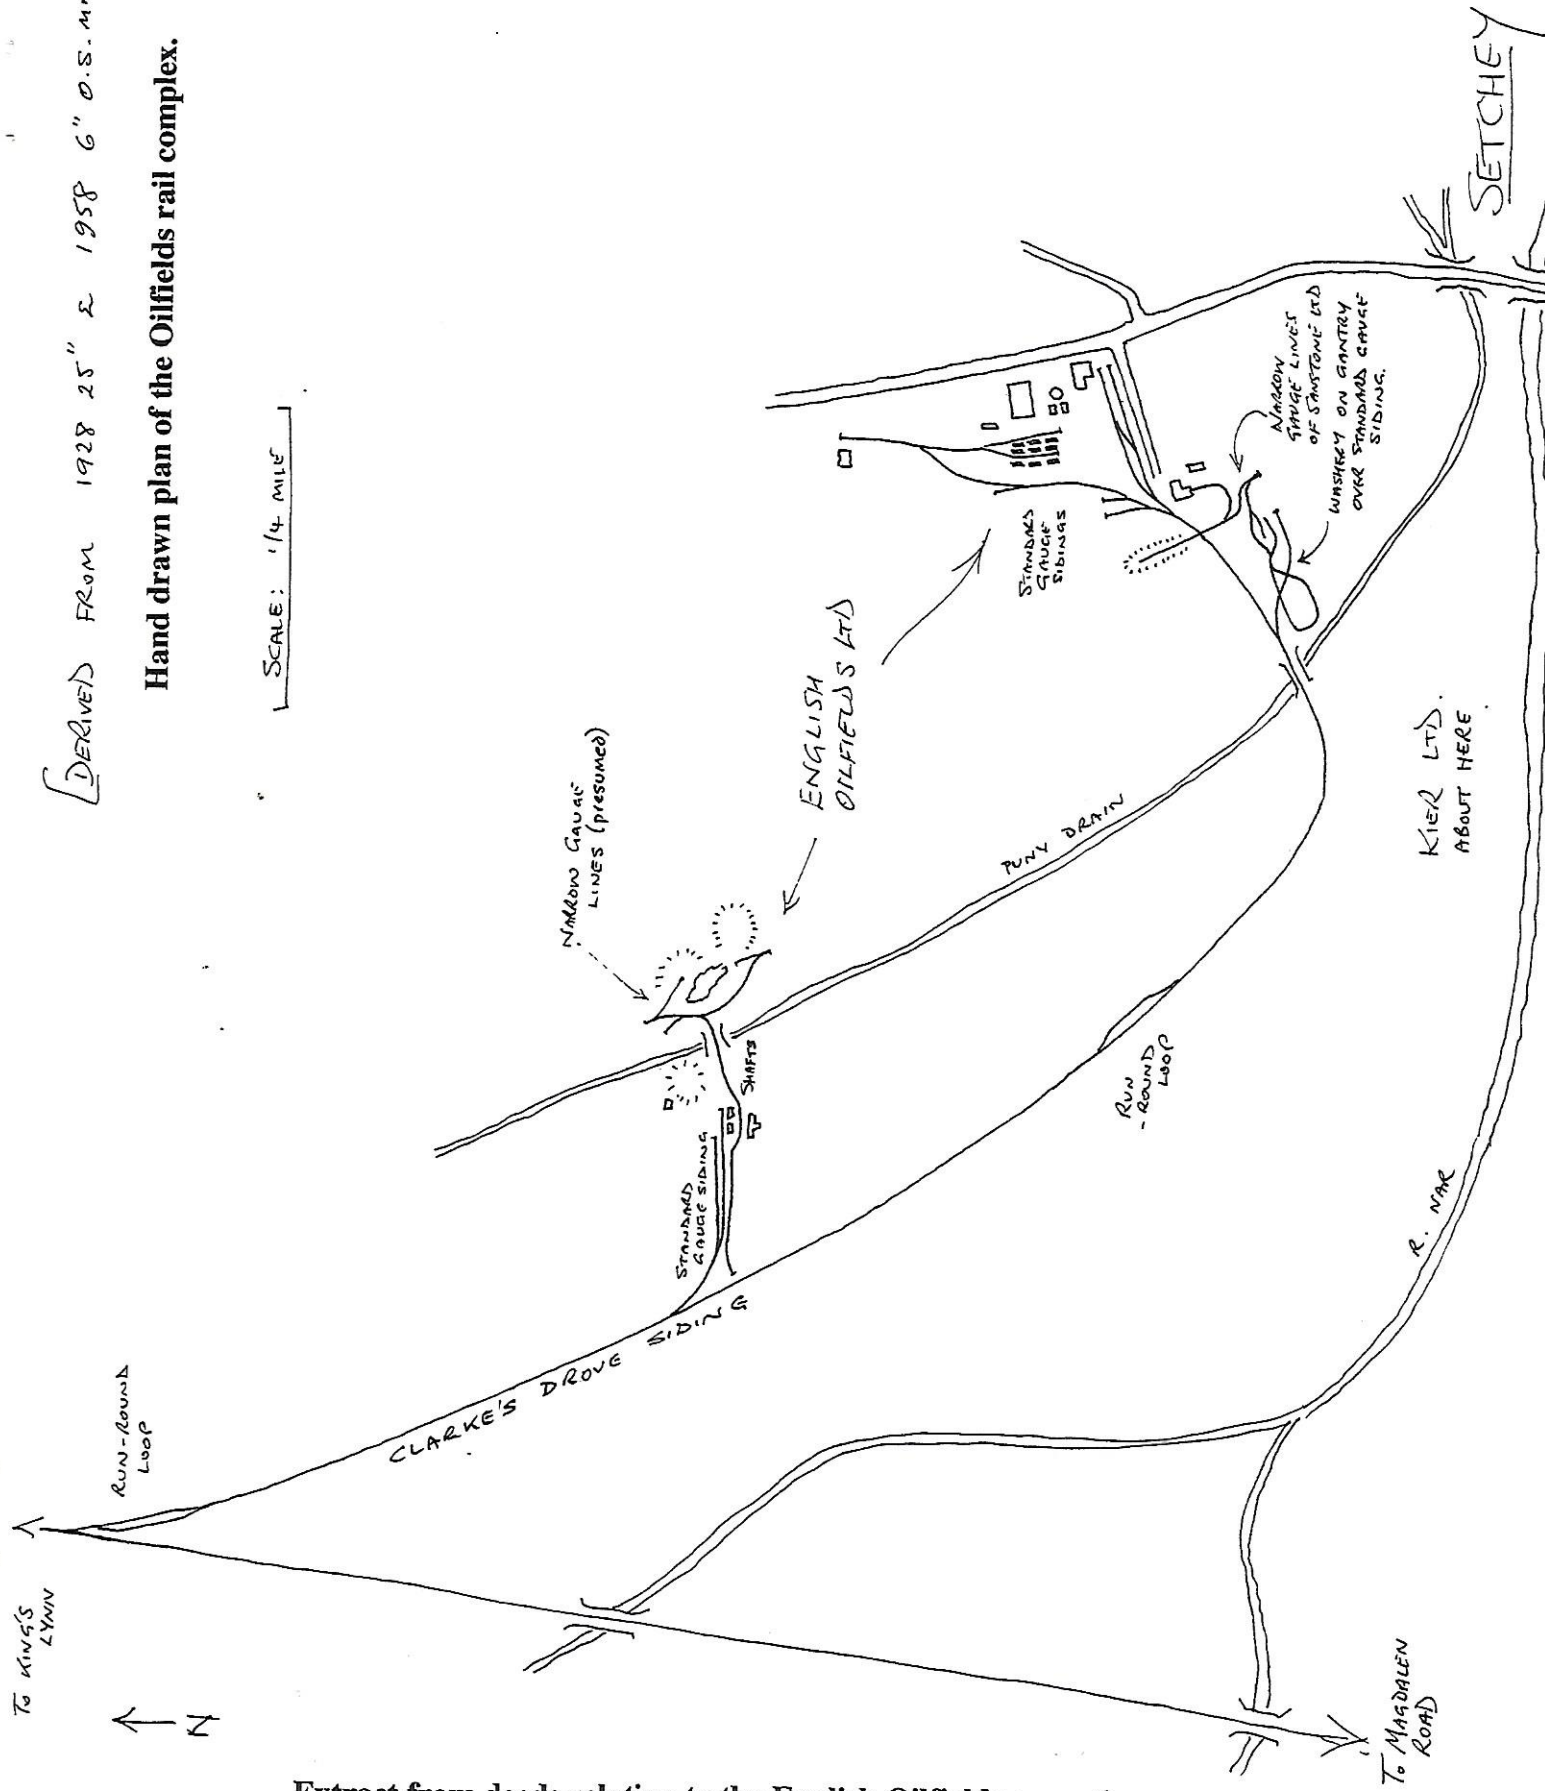 [DERIVED FROM 1928 25" & 1958 6" O.S.
Hand drawn plan of the Oilfields rail complex.
SCALE: 1/4 MILE
TO KING'S
LYNN
N
RUN-ROUND
LOOP
CLARKE'S DROVE SIDING
STANDARD
GAUGE SIDING
SHAFTS
NARROW GAUGE
LINES (presumed)
ENGLISH
OILFIELDS LTD
STANDARD
GAUGE
SIDINGS
NARROW
GAUGE LINES
OF SANSTONE LTD
WASHERY ON GANTRY
OVER STANDARD GAUGE
SIDING.
PUNY DRAIN
RUN
-ROUND
LOOP
KIER LTD.
ABOUT HERE
R. NAR
SETCHEY
TO MAGDALEN
ROAD